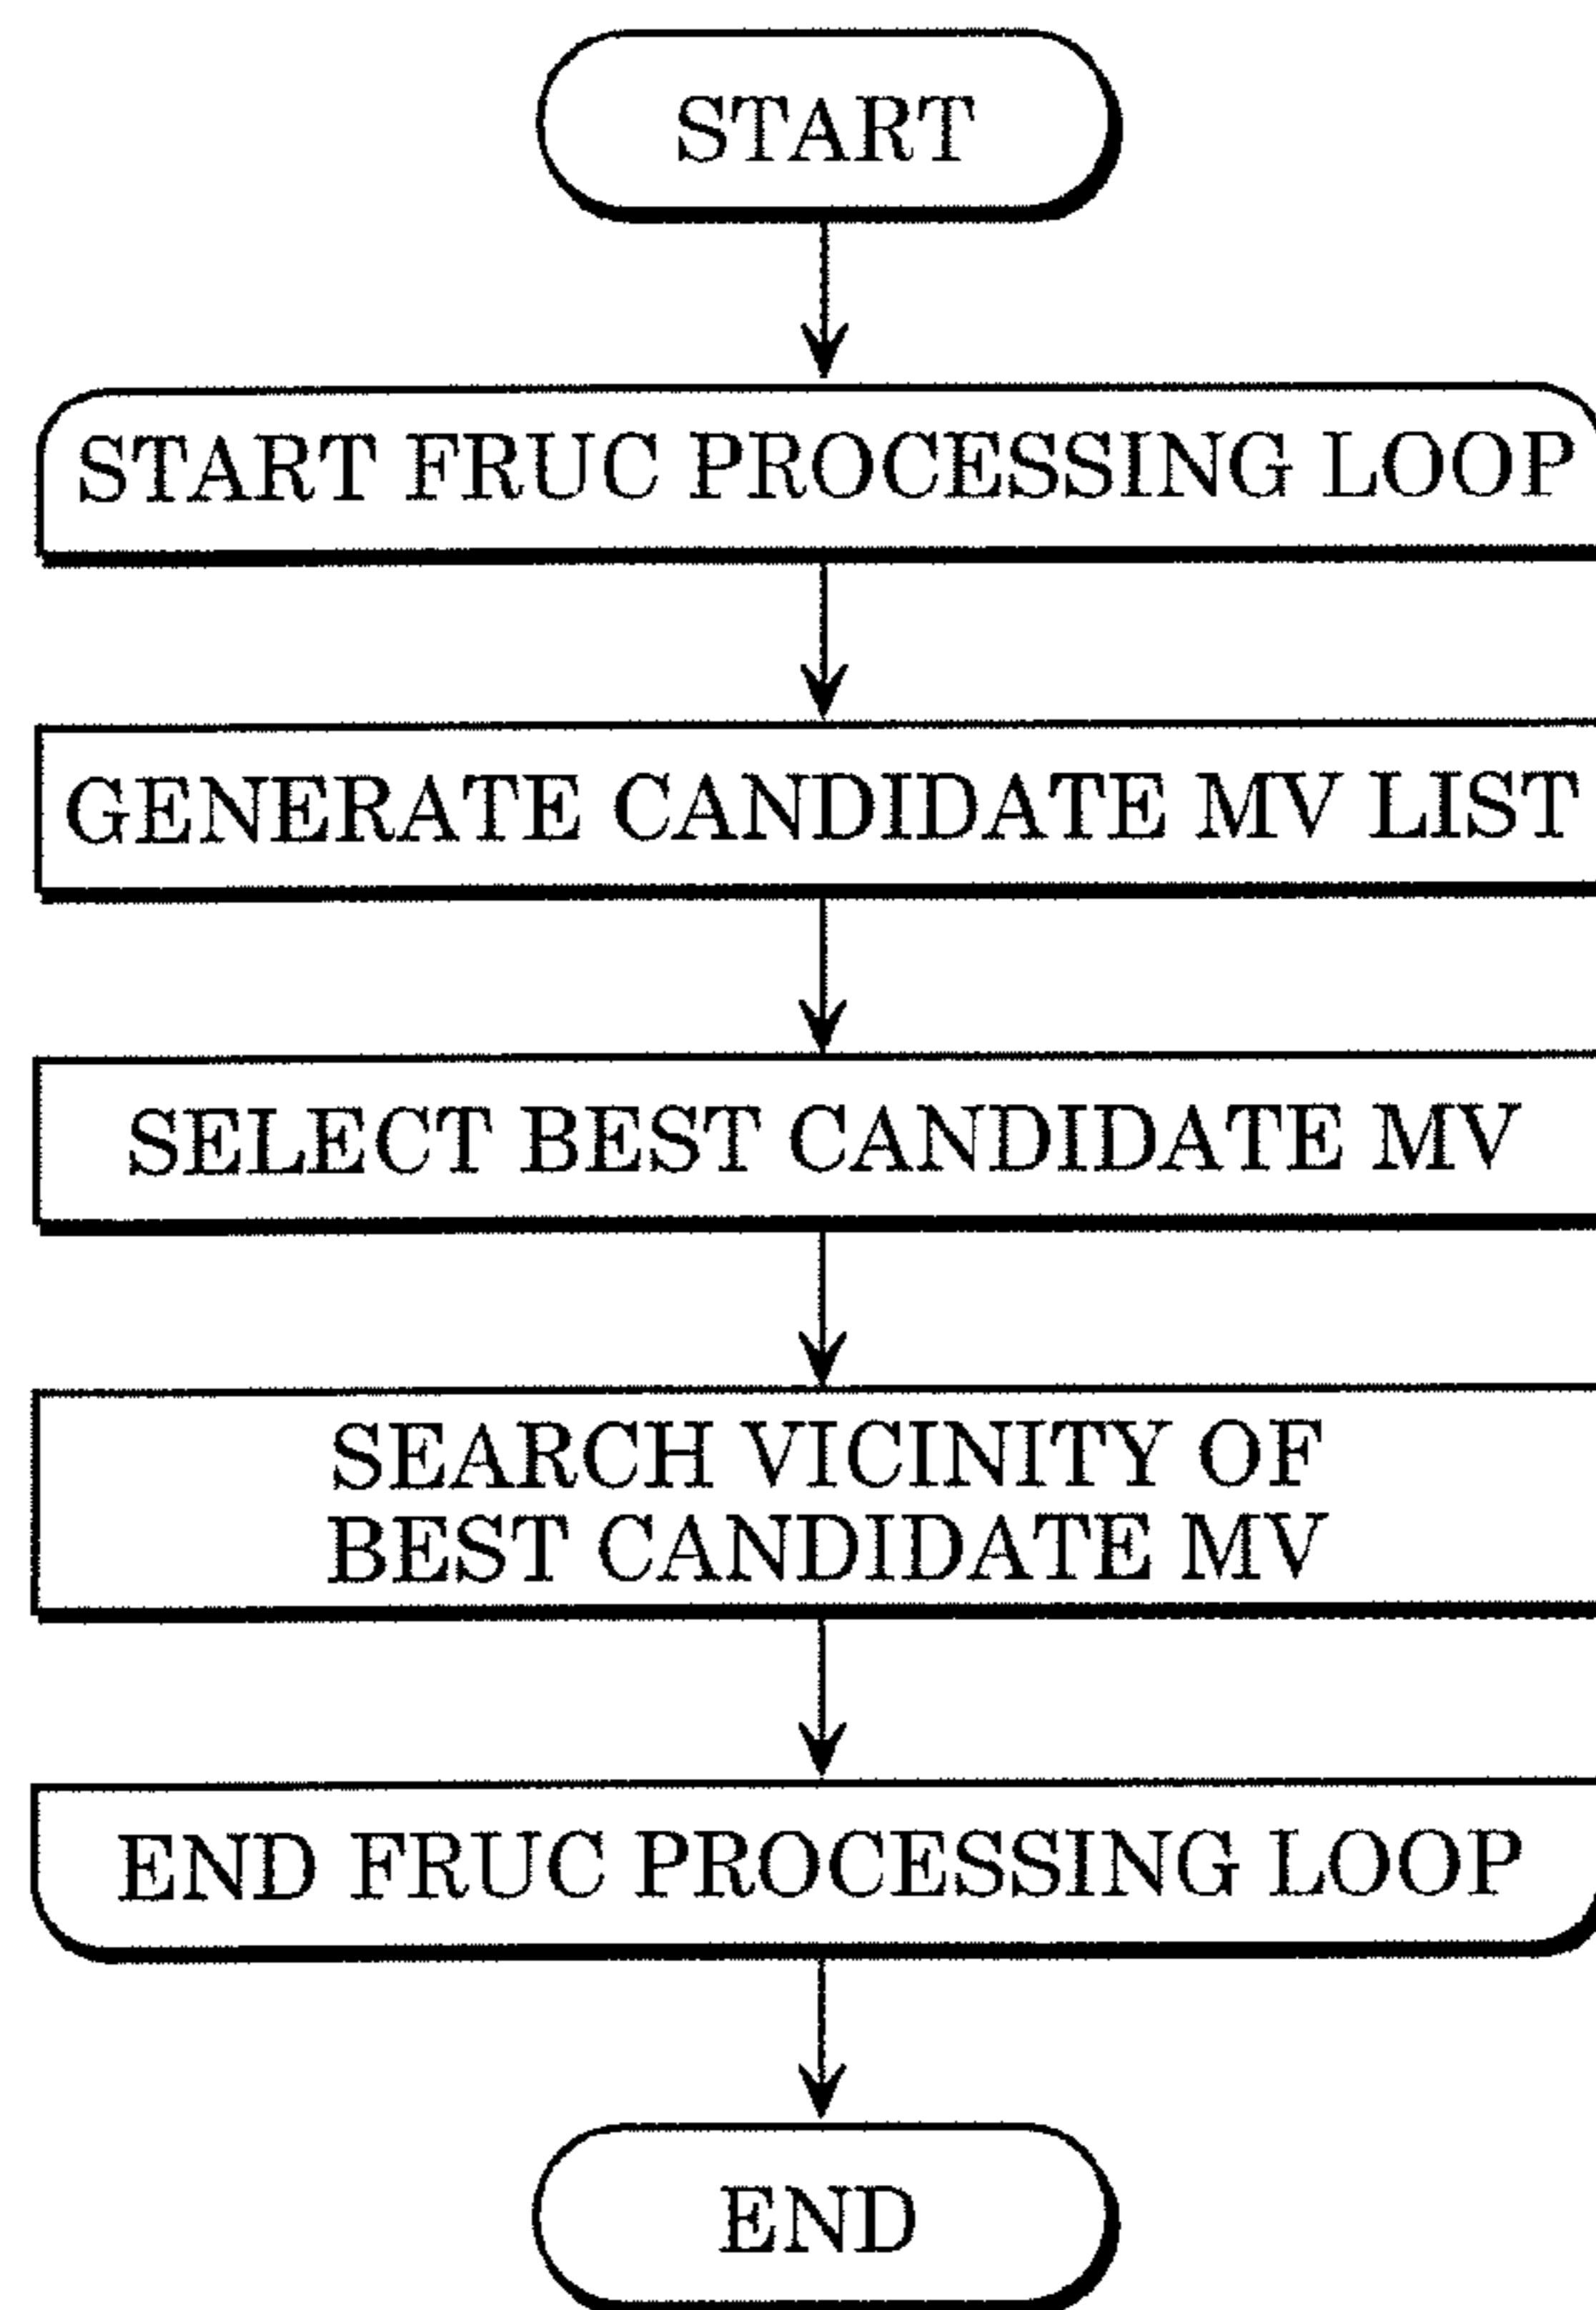 START
START FRUC PROCESSING LOOP
GENERATE CANDIDATE MV LIST
SELECT BEST CANDIDATE MV
SEARCH VICINITY OF
BEST CANDIDATE MV
END FRUC PROCESSING LOOP
END